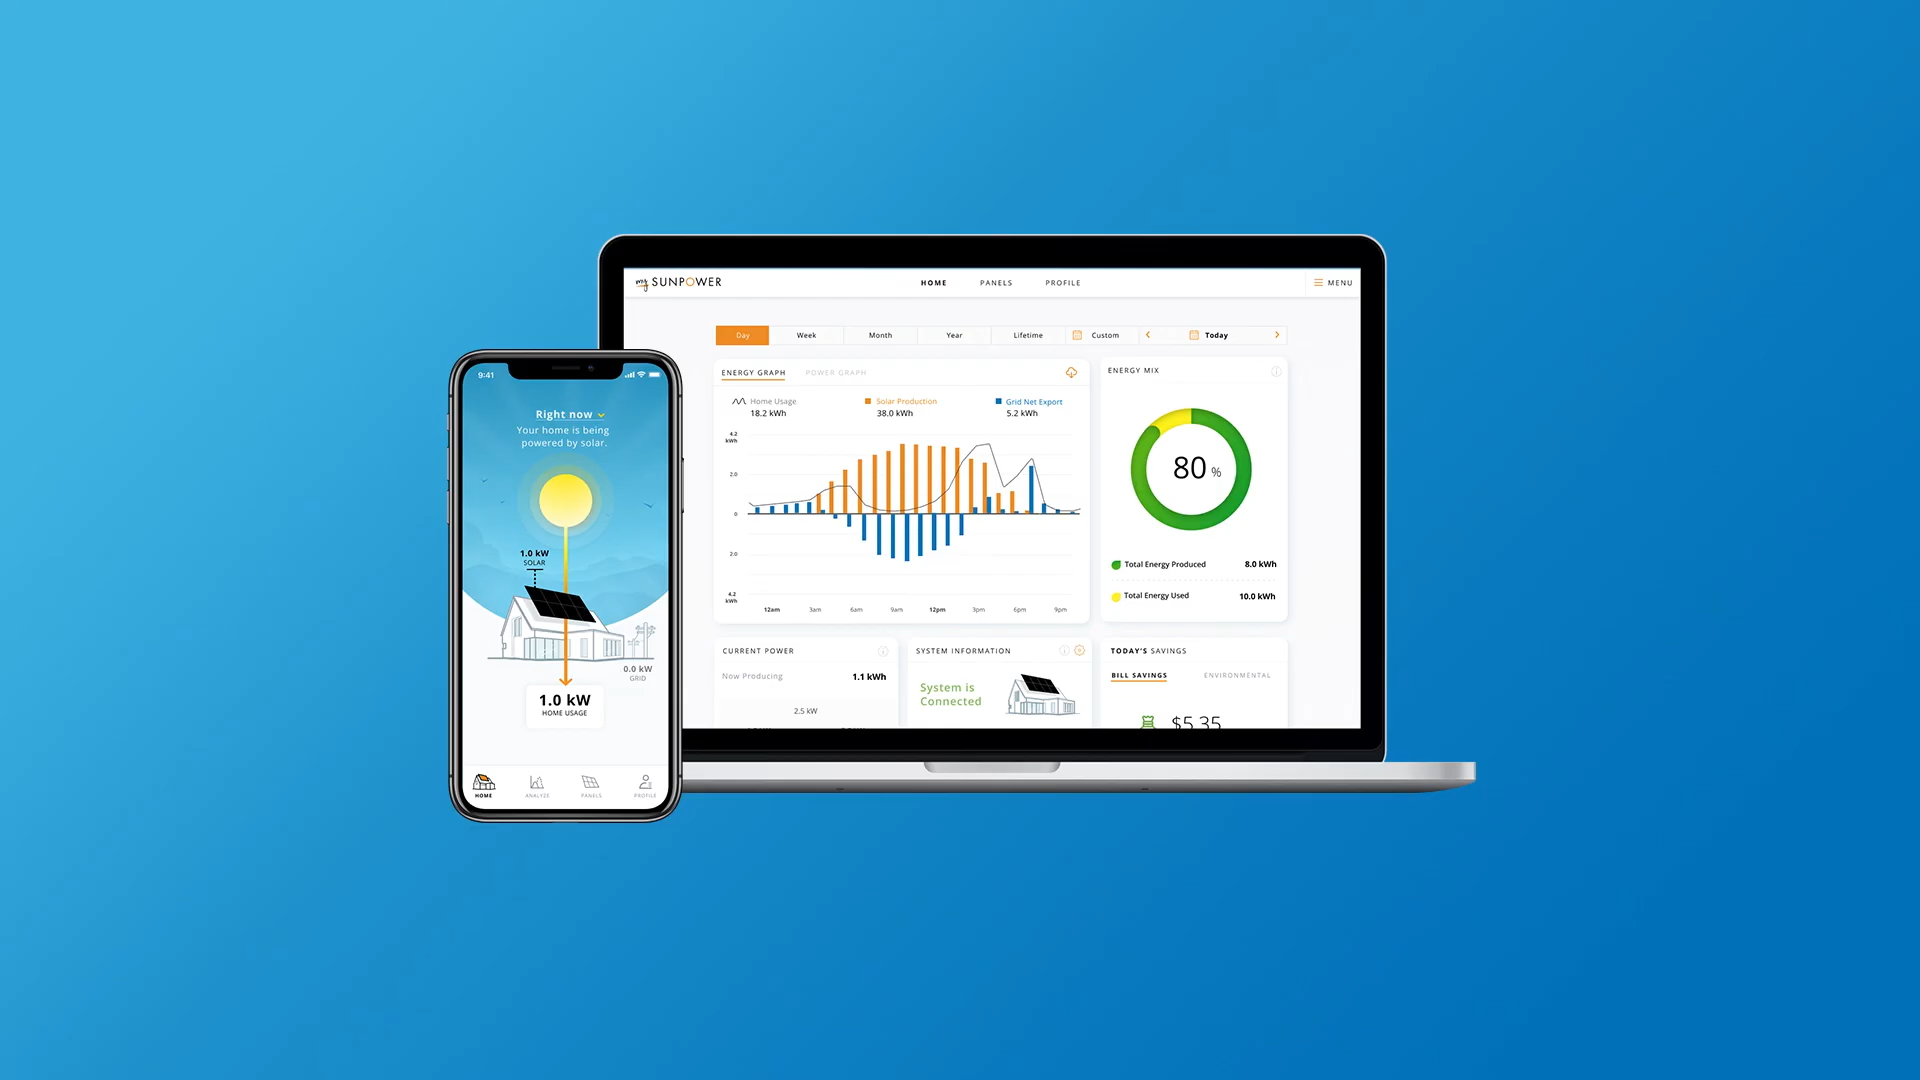 my SUNPOWER
HOME
PANELS
PROFILE
MENU
Day
Week
Month
Year
Lifetime
Custom
Today
ENERGY GRAPH
POWER GRAPH
Home Usage
18.2 kWh
Solar Production
38.0 kWh
Grid Net Export
5.2 kWh
4.2
kWh
2.0
0
2.0
4.2
kWh
12am
3am
6am
9am
12pm
3pm
6pm
9pm
ENERGY MIX
80 %
Total Energy Produced
8.0 kWh
Total Energy Used
10.0 kWh
CURRENT POWER
Now Producing
1.1 kWh
2.5 kW
SYSTEM INFORMATION
System is
Connected
TODAY'S SAVINGS
BILL SAVINGS
ENVIRONMENTAL
$5.35
9:41
Right now
Your home is being
powered by solar.
1.0 kW
SOLAR
0.0 kW
GRID
1.0 kW
HOME USAGE
HOME
ANALYZE
PANELS
PROFILE